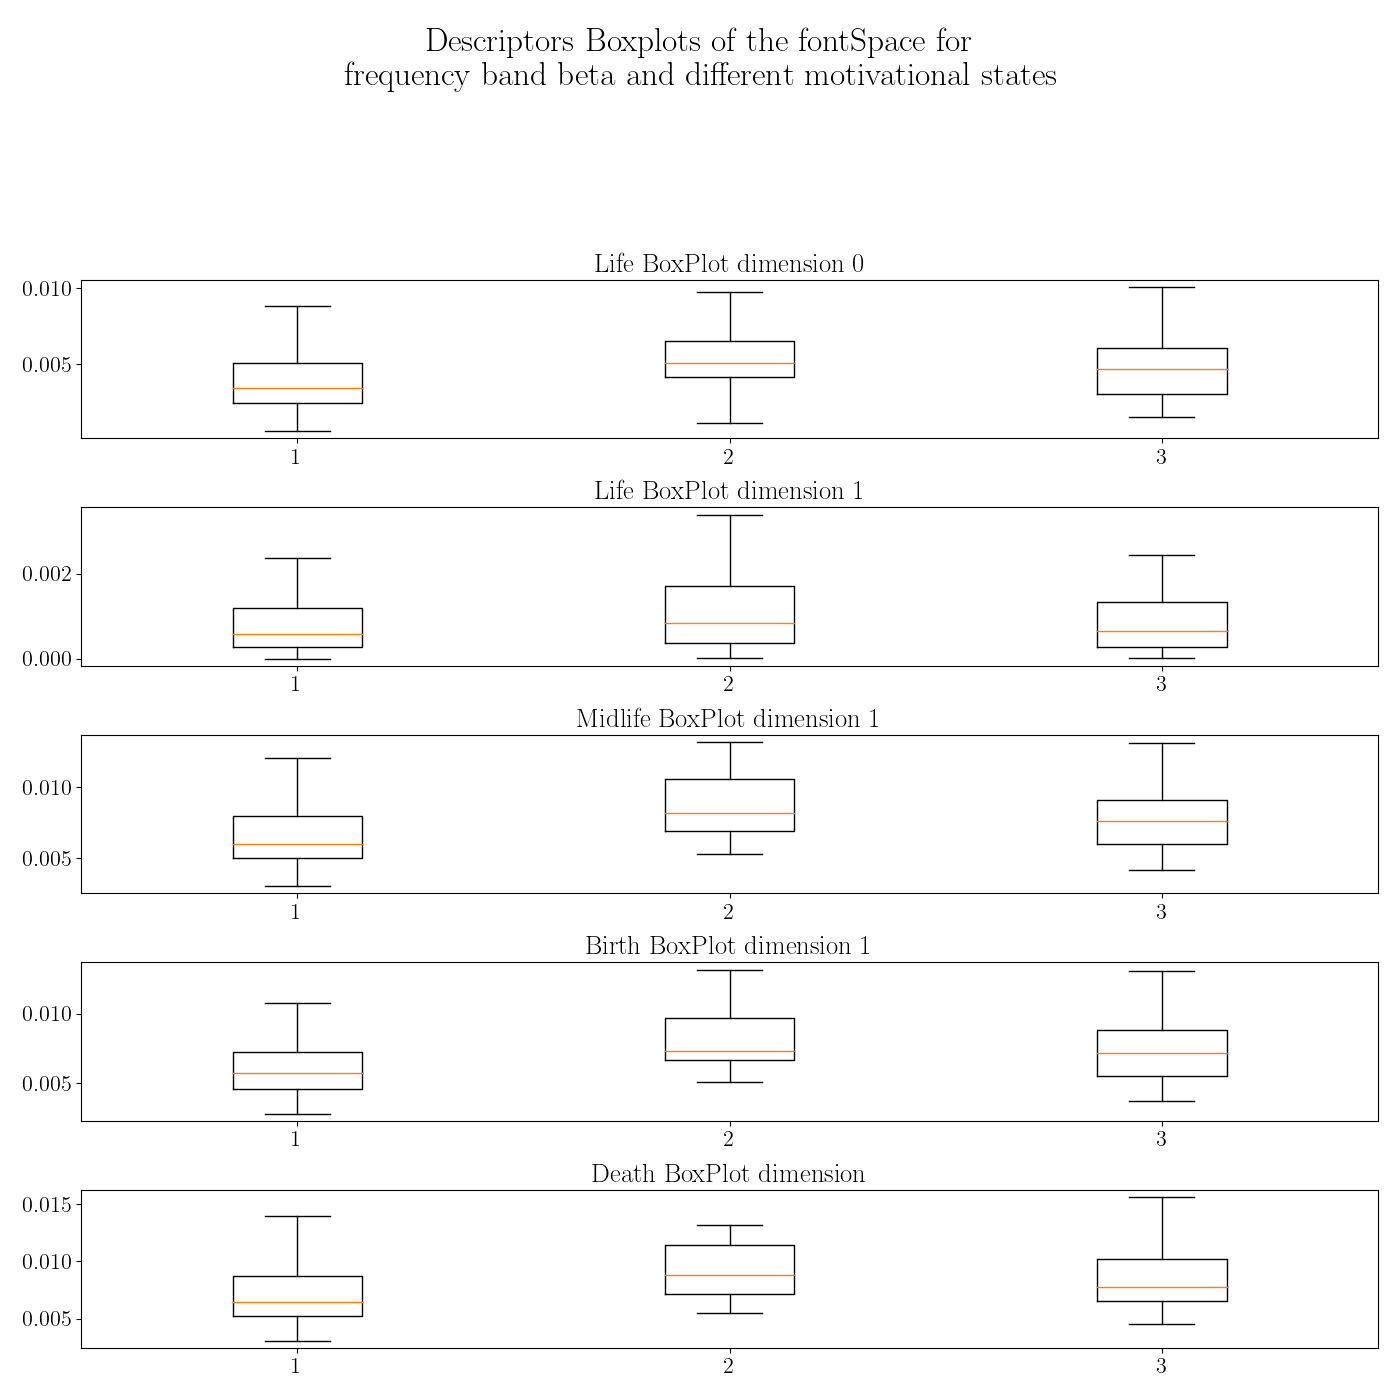 Descriptors Boxplots of the fontSpace for
frequency band beta and different motivational states
Life BoxPlot dimension 0
0.010
0.005
1 2 3
Life BoxPlot dimension 1
0.002
0.000
1 2 3
Midlife BoxPlot dimension 1
0.010
0.005
1 2 3
Birth BoxPlot dimension 1
0.010
0.005
1 2 3
Death BoxPlot dimension
0.015
0.010
0.005
1 2 3